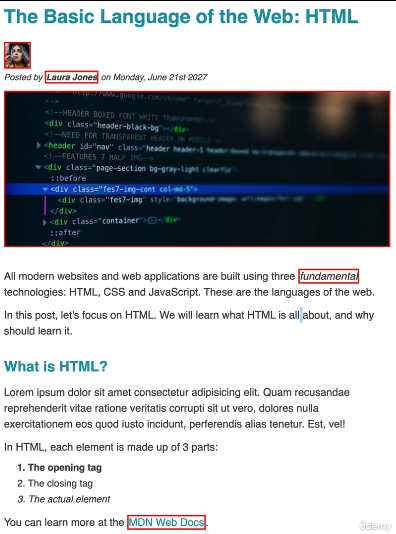 The Basic Language of the Web: HTML
Posted by Laura Jones on Monday, June 21st 2027
-->
<!--HEADER BOXED FONT WHITE TRANSPARENT-->
<div class="header-black-bg"></div>
<!--NEED FOR TRANSPARENT HEADER ON
<header id="nav" class="header header-1 header-
<!--FEATURES 7 HALF IMG-->
<div class="page-section bg-gray-light clearfix">
::before
<div class="fes7-img-cont col-md-5">
<div class="fes7-img" style="
</div>
<div class="container">…</div>
::after
</div>
All modern websites and web applications are built using three fundamental
technologies: HTML, CSS and JavaScript. These are the languages of the web.
In this post, let's focus on HTML. We will learn what HTML is all about, and why
should learn it.
What is HTML?
Lorem ipsum dolor sit amet consectetur adipisicing elit. Quam recusandae
reprehenderit vitae ratione veritatis corrupti sit ut vero, dolores nulla
exercitationem eos quod iusto incidunt, perferendis alias tenetur. Est, vel!
In HTML, each element is made up of 3 parts:
1. The opening tag
2. The closing tag
3. The actual element
You can learn more at the MDN Web Docs.
ûdemy